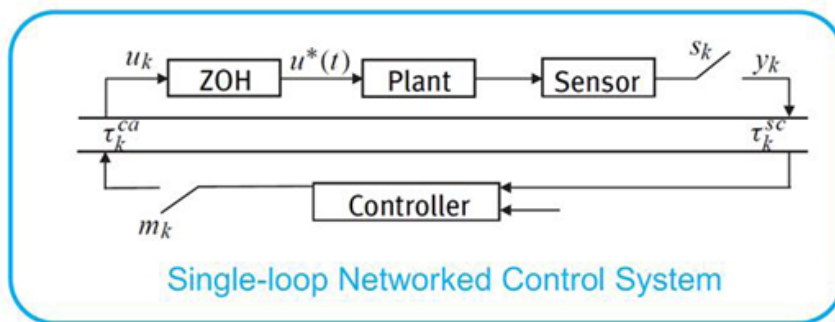 u_k ZOH u*(t) Plant Sensor s_k y_k
τ_k^{ca} τ_k^{sc}
m_k Controller
Single-loop Networked Control System